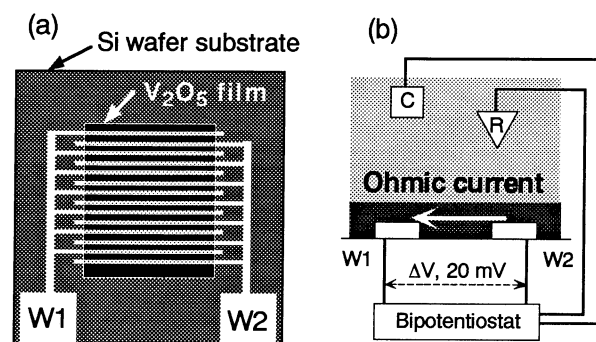 (a)
Si wafer substrate
V₂O₅ film
W1
W2
(b)
C
R
Ohmic current
W1
W2
ΔV, 20 mV
Bipotentiostat